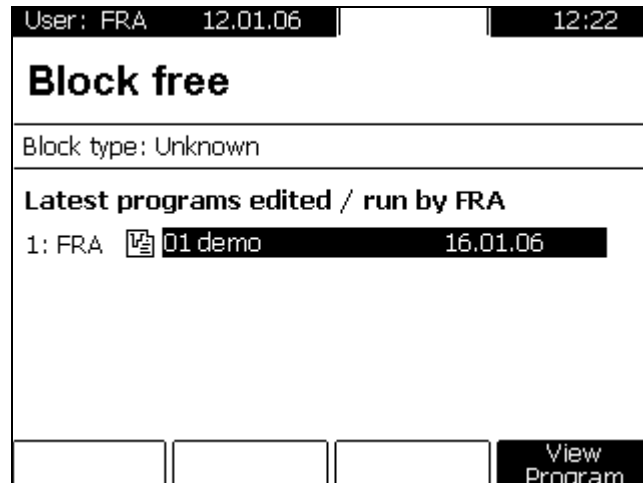 User: FRA 12.01.06 12:22
Block free
Block type: Unknown
Latest programs edited / run by FRA
1: FRA 01 demo 16.01.06
View
Program